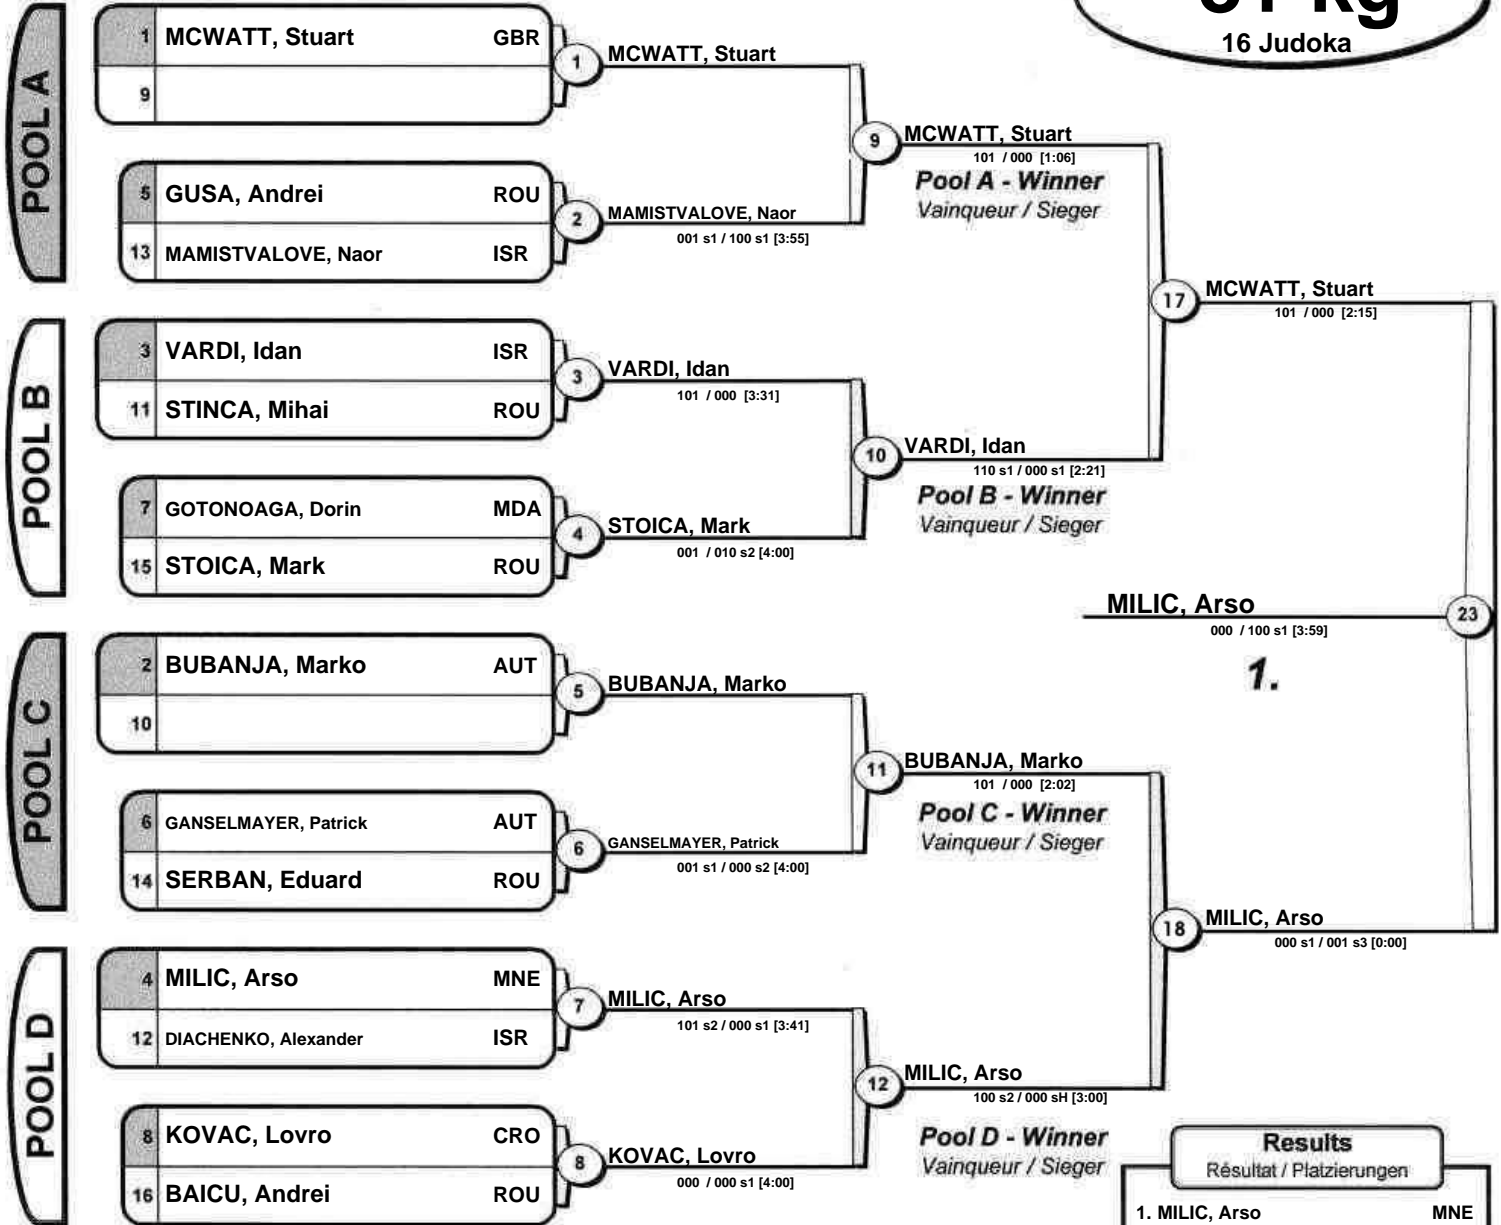 81 kg
16 Judoka
POOL A
1 MCWATT, Stuart GBR
9
1 MCWATT, Stuart
5 GUSA, Andrei ROU
13 MAMISTVALOVE, Naor ISR
2 MAMISTVALOVE, Naor
001 s1 / 100 s1 [3:55]
9 MCWATT, Stuart
101 / 000 [1:06]
Pool A - Winner
Vainqueur / Sieger
POOL B
3 VARDI, Idan ISR
11 STINCA, Mihai ROU
3 VARDI, Idan
101 / 000 [3:31]
7 GOTONOAGA, Dorin MDA
15 STOICA, Mark ROU
4 STOICA, Mark
001 / 010 s2 [4:00]
10 VARDI, Idan
110 s1 / 000 s1 [2:21]
Pool B - Winner
Vainqueur / Sieger
17 MCWATT, Stuart
101 / 000 [2:15]
MILIC, Arso 23
000 / 100 s1 [3:59]
1.
POOL C
2 BUBANJA, Marko AUT
10
5 BUBANJA, Marko
6 GANSELMAYER, Patrick AUT
14 SERBAN, Eduard ROU
6 GANSELMAYER, Patrick
001 s1 / 000 s2 [4:00]
11 BUBANJA, Marko
101 / 000 [2:02]
Pool C - Winner
Vainqueur / Sieger
18 MILIC, Arso
000 s1 / 001 s3 [0:00]
POOL D
4 MILIC, Arso MNE
12 DIACHENKO, Alexander ISR
7 MILIC, Arso
101 s2 / 000 s1 [3:41]
8 KOVAC, Lovro CRO
16 BAICU, Andrei ROU
8 KOVAC, Lovro
000 / 000 s1 [4:00]
12 MILIC, Arso
100 s2 / 000 sH [3:00]
Pool D - Winner
Vainqueur / Sieger
Results
Résultat / Platzierungen
1. MILIC, Arso MNE